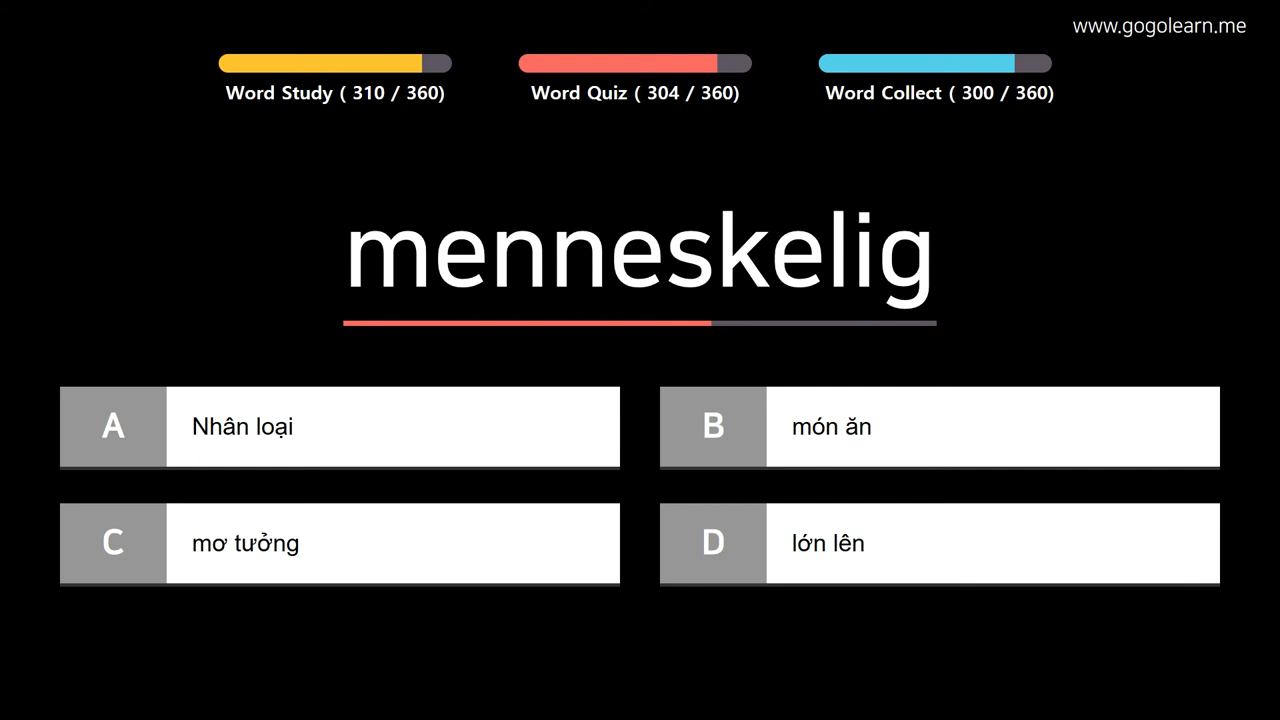 www.gogolearn.me
Word Study ( 310 / 360)
Word Quiz ( 304 / 360)
Word Collect ( 300 / 360)
menneskelig
A
Nhân loại
B
món ăn
C
mơ tưởng
D
lớn lên